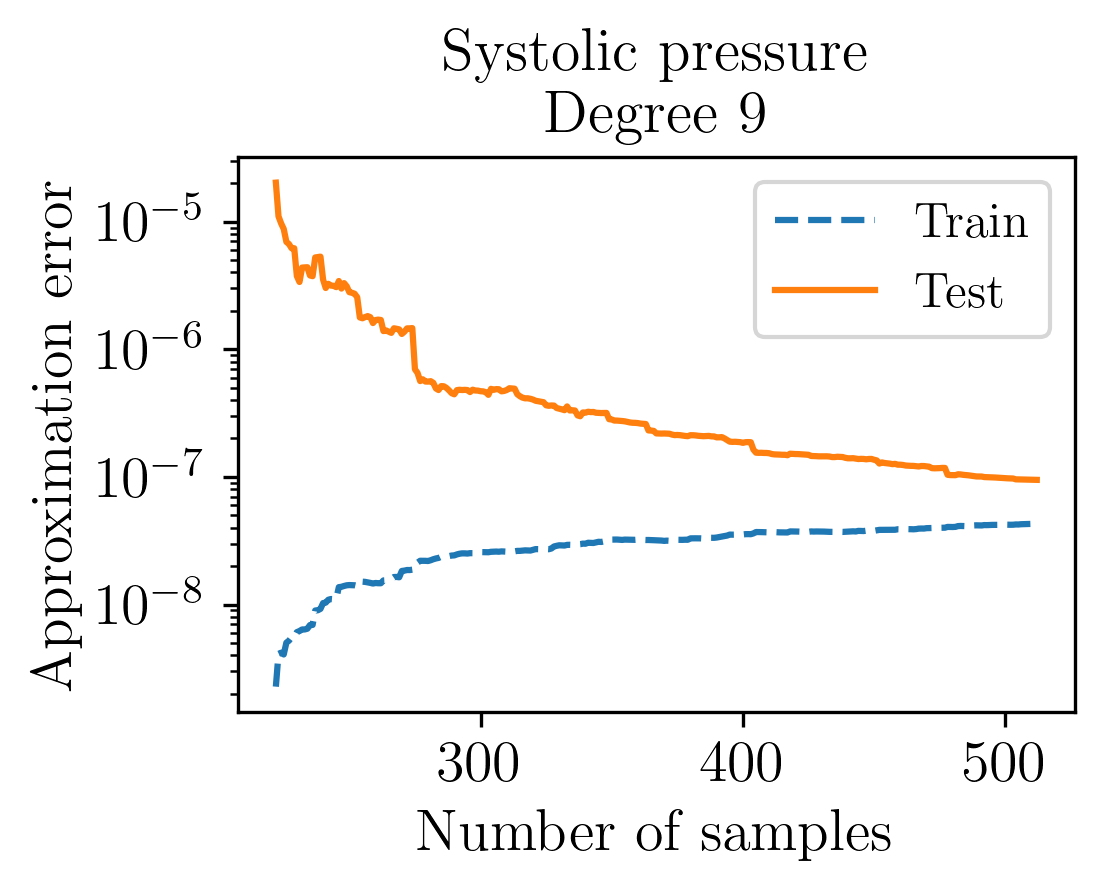 Systolic pressure
Degree 9
Approximation error
10⁻⁵
10⁻⁶
10⁻⁷
10⁻⁸
Train
Test
300
400
500
Number of samples